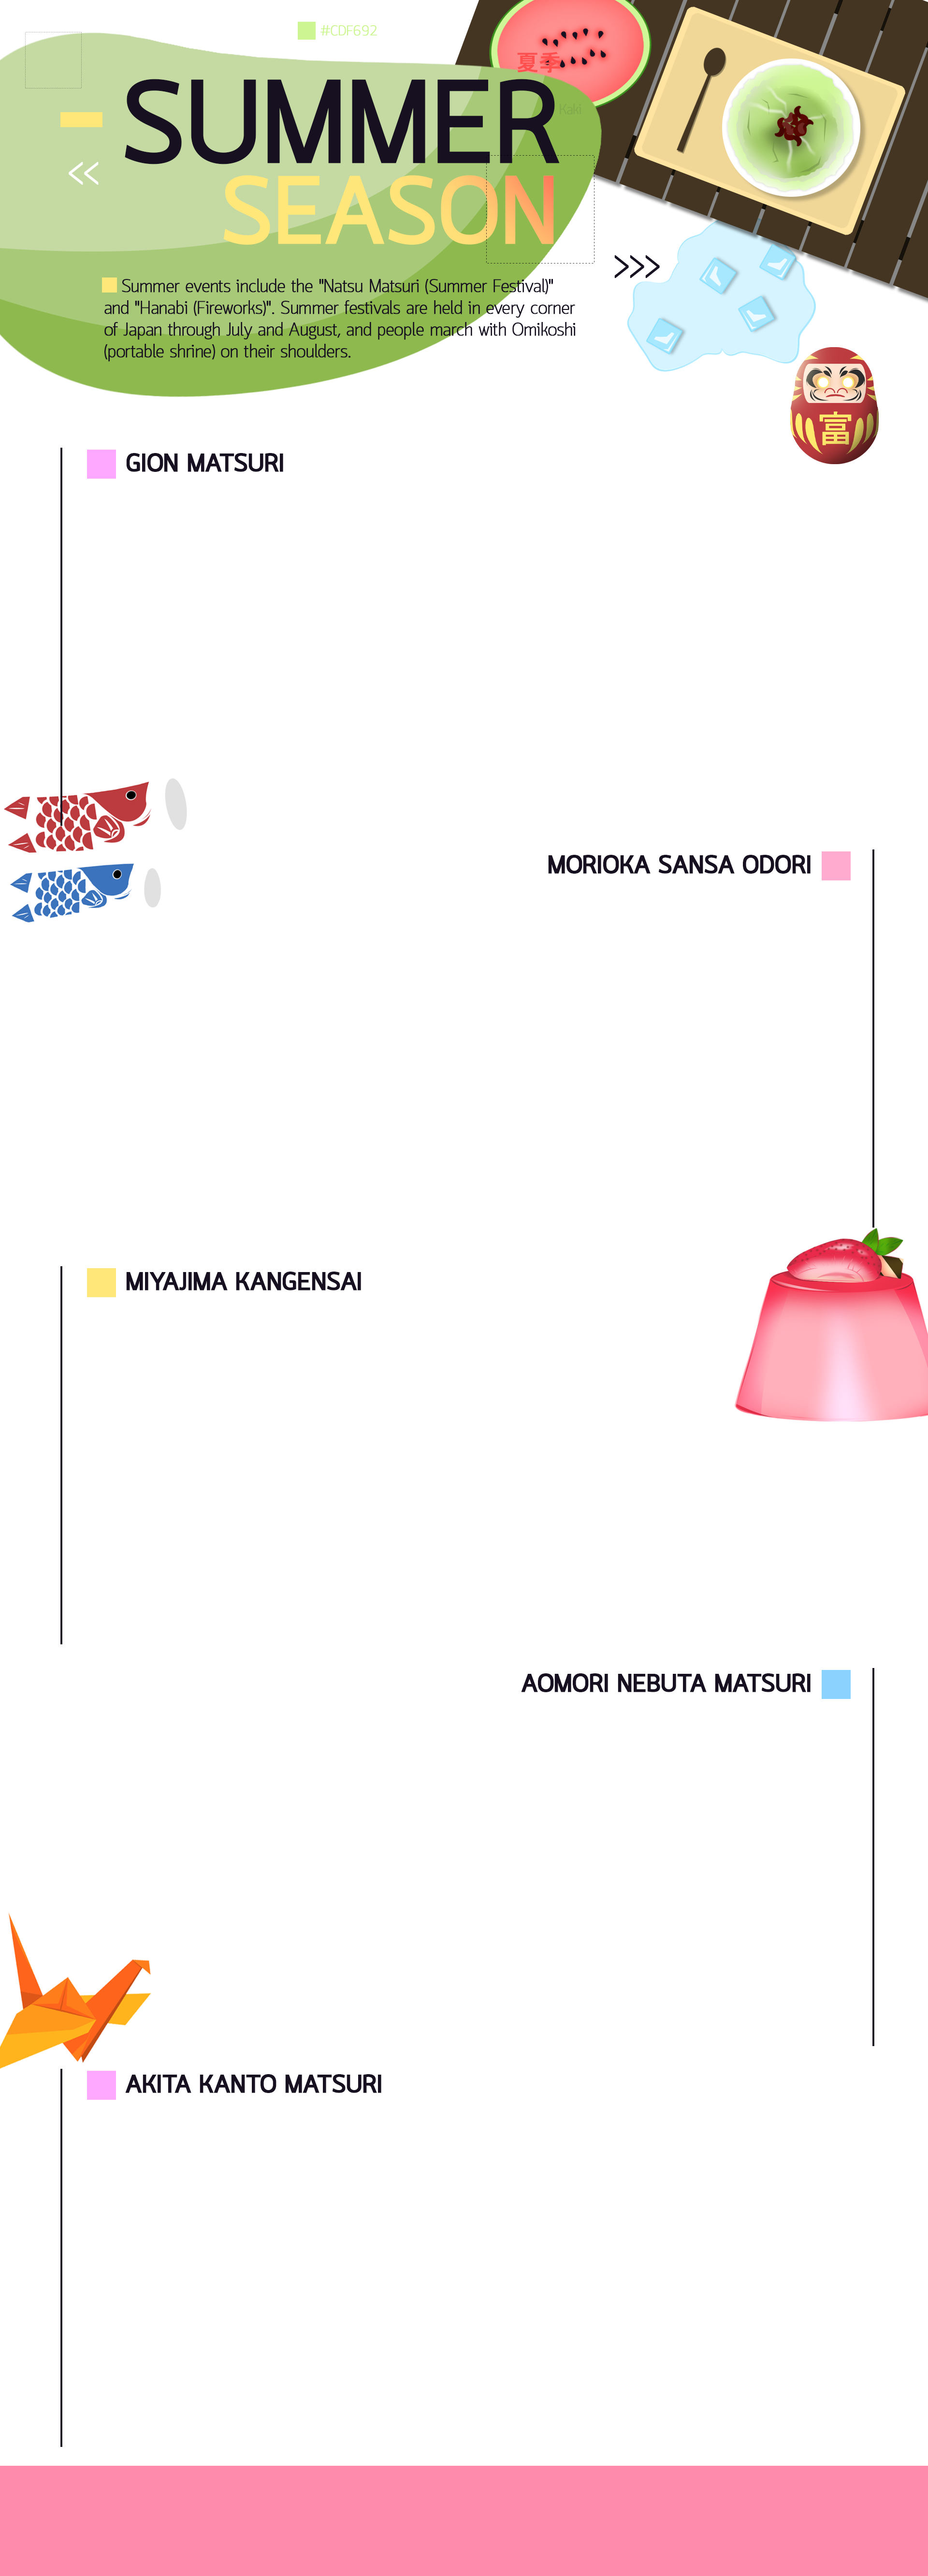 #CDF692
夏季
Kaki
SUMMER
SEASON
Summer events include the "Natsu Matsuri (Summer Festival)"
and "Hanabi (Fireworks)". Summer festivals are held in every corner
of Japan through July and August, and people march with Omikoshi
(portable shrine) on their shoulders.
富
GION MATSURI
MORIOKA SANSA ODORI
MIYAJIMA KANGENSAI
AOMORI NEBUTA MATSURI
AKITA KANTO MATSURI